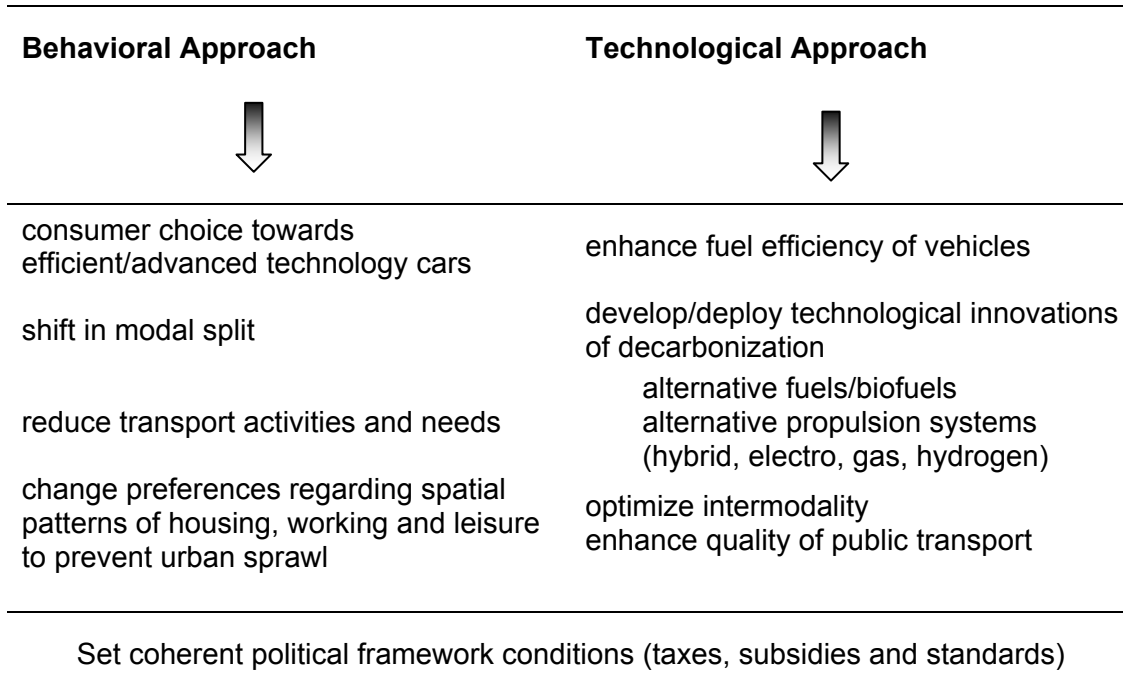 Behavioral Approach
Technological Approach
consumer choice towards
efficient/advanced technology cars
shift in modal split
reduce transport activities and needs
change preferences regarding spatial
patterns of housing, working and leisure
to prevent urban sprawl
enhance fuel efficiency of vehicles
develop/deploy technological innovations
of decarbonization
alternative fuels/biofuels
alternative propulsion systems
(hybrid, electro, gas, hydrogen)
optimize intermodality
enhance quality of public transport
Set coherent political framework conditions (taxes, subsidies and standards)